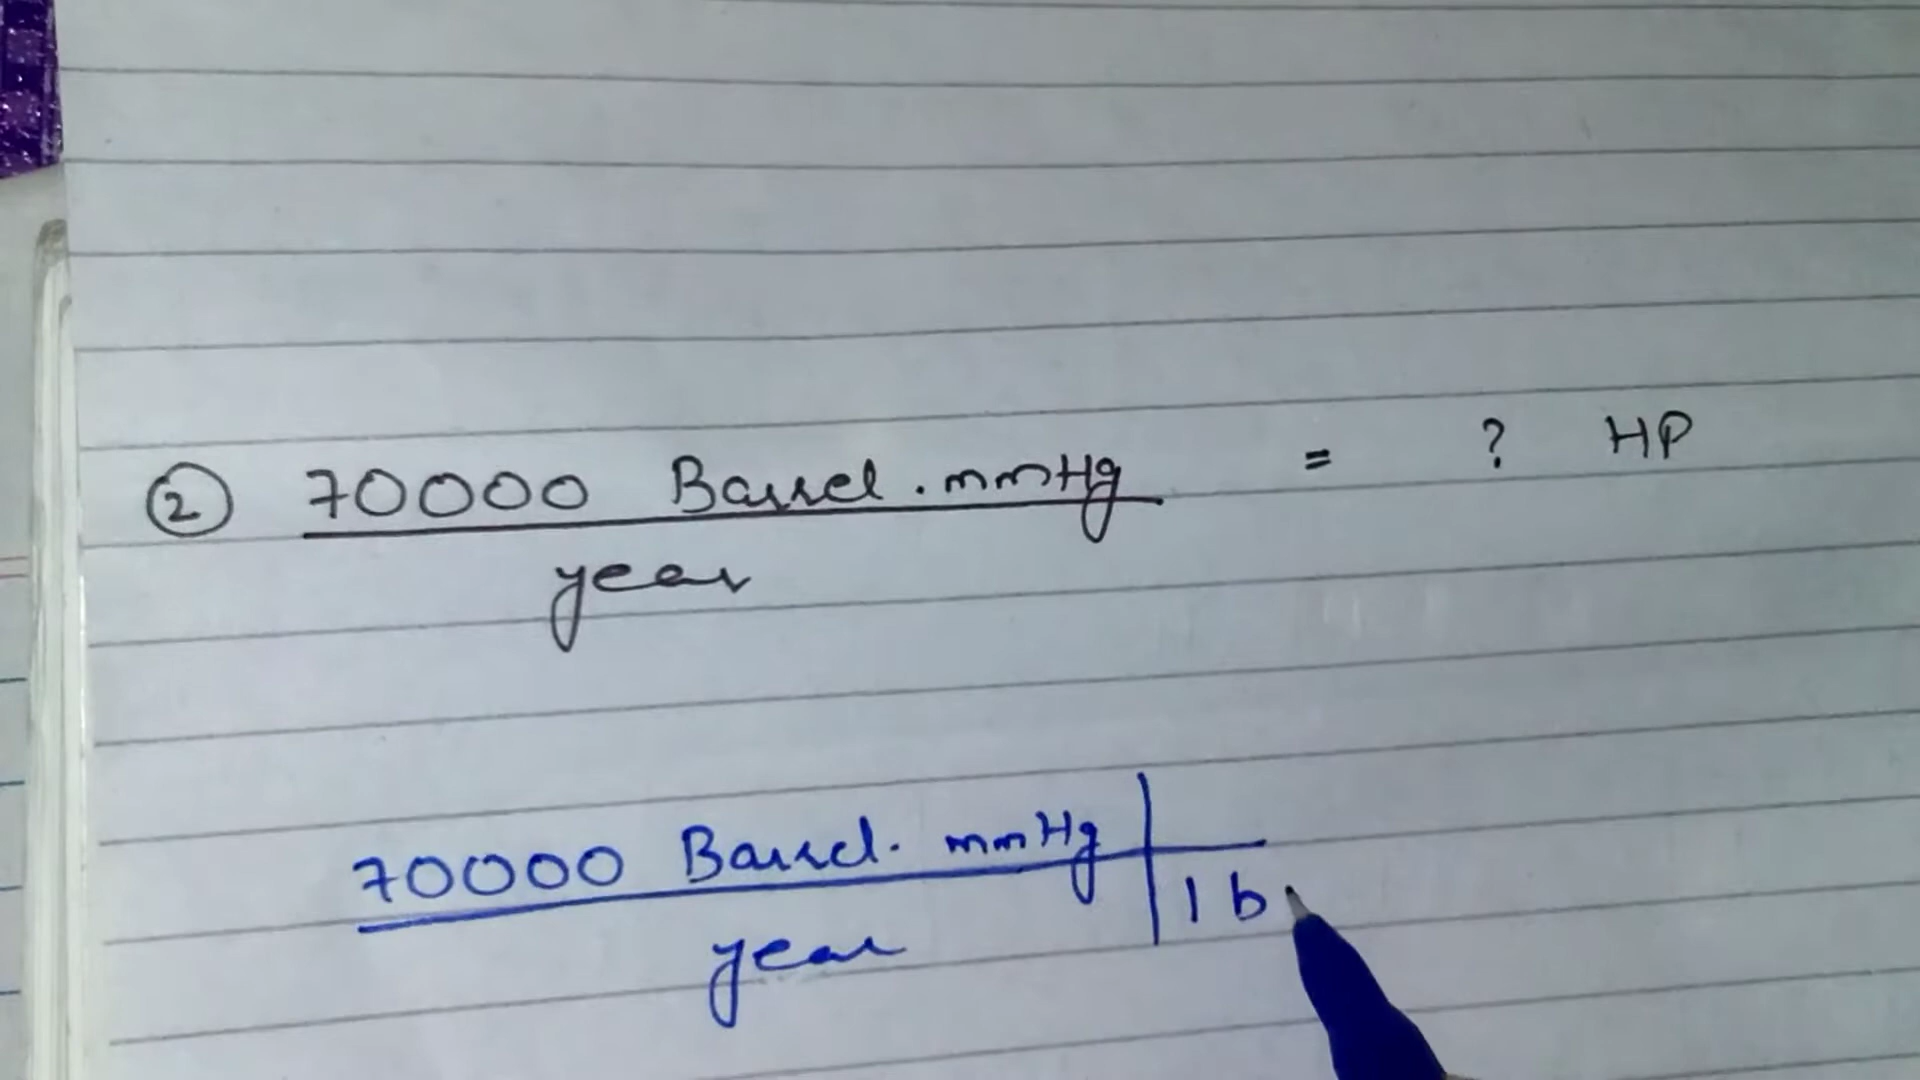 ② 70000 Barrel . mmHg = ? HP
year
70000 Barrel . mmHg
year 1 b